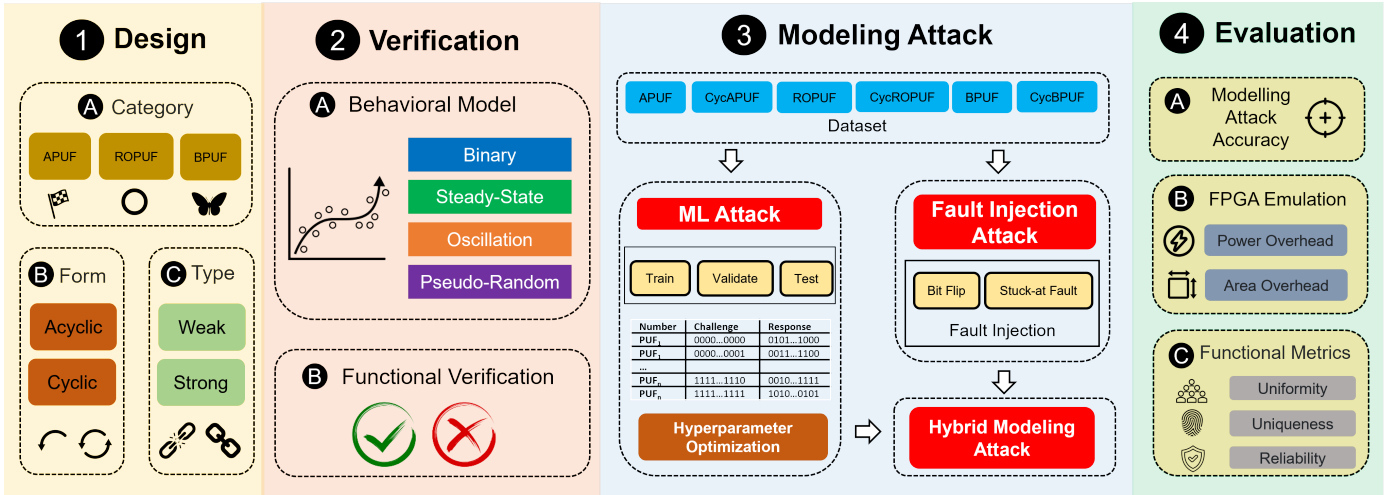 1 Design
A Category
APUF ROPUF BPUF
B Form
Acyclic
Cyclic
C Type
Weak
Strong
2 Verification
A Behavioral Model
Binary
Steady-State
Oscillation
Pseudo-Random
B Functional Verification
3 Modeling Attack
APUF CycAPUF ROPUF CycROPUF BPUF CycBPUF
Dataset
ML Attack
Train Validate Test
Number Challenge Response
PUF1 0000...0000 0101...1000
PUF1 0000...0001 0011...1100
...
PUFn 1111...1110 0010...1111
PUFn 1111...1111 1010...0101
Hyperparameter
Optimization
Fault Injection
Attack
Bit Flip Stuck-at Fault
Fault Injection
Hybrid Modeling
Attack
4 Evaluation
A Modelling
Attack
Accuracy
B FPGA Emulation
Power Overhead
Area Overhead
C Functional Metrics
Uniformity
Uniqueness
Reliability